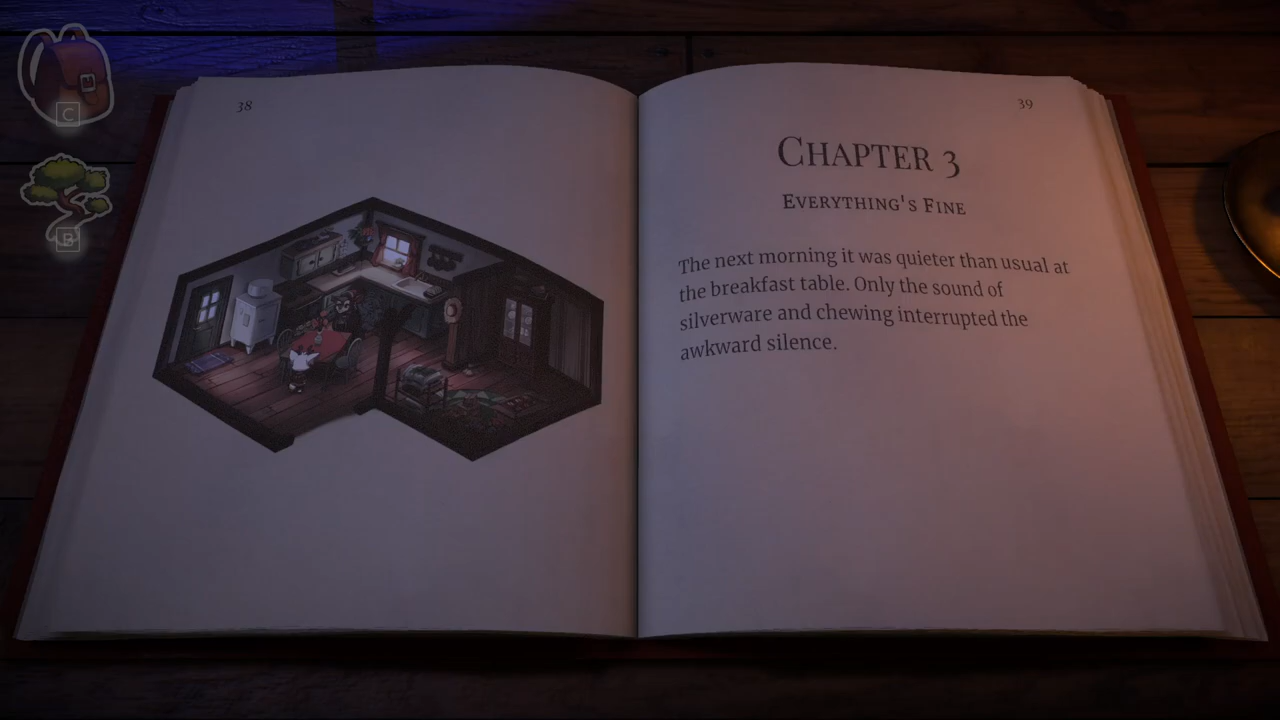 C
B
38
39
Chapter 3
Everything's Fine
The next morning it was quieter than usual at
the breakfast table. Only the sound of
silverware and chewing interrupted the
awkward silence.